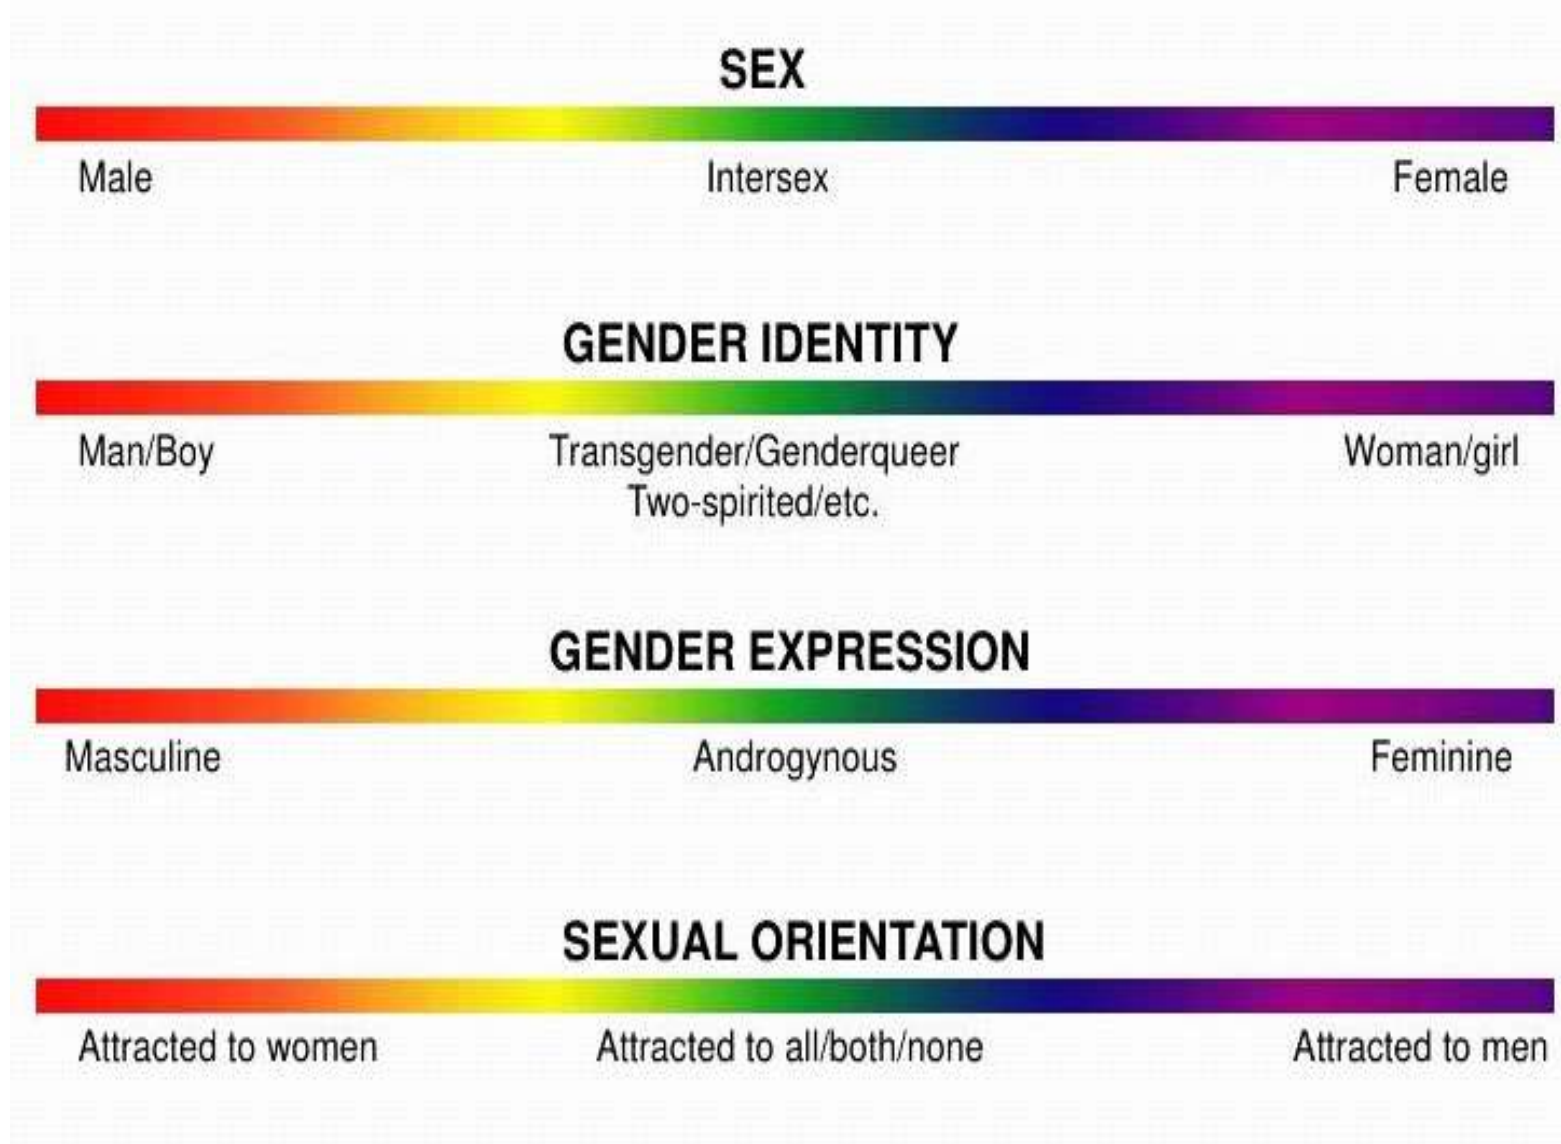 SEX
Male Intersex Female
GENDER IDENTITY
Man/Boy Transgender/Genderqueer Woman/girl
Two-spirited/etc.
GENDER EXPRESSION
Masculine Androgynous Feminine
SEXUAL ORIENTATION
Attracted to women Attracted to all/both/none Attracted to men